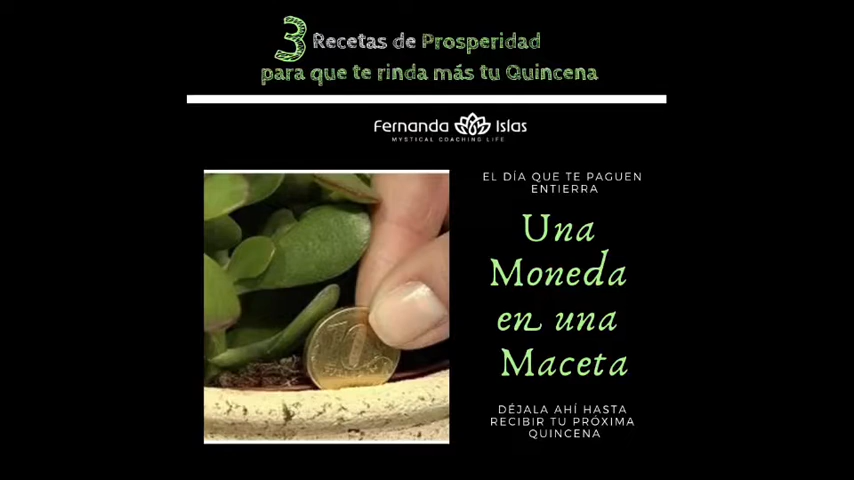 3 Recetas de Prosperidad
para que te rinda más tu Quincena
Fernanda Islas
MYSTICAL COACHING LIFE
EL DÍA QUE TE PAGUEN
ENTIERRA
Una
Moneda
en una
Maceta
DÉJALA AHÍ HASTA
RECIBIR TU PRÓXIMA
QUINCENA
10